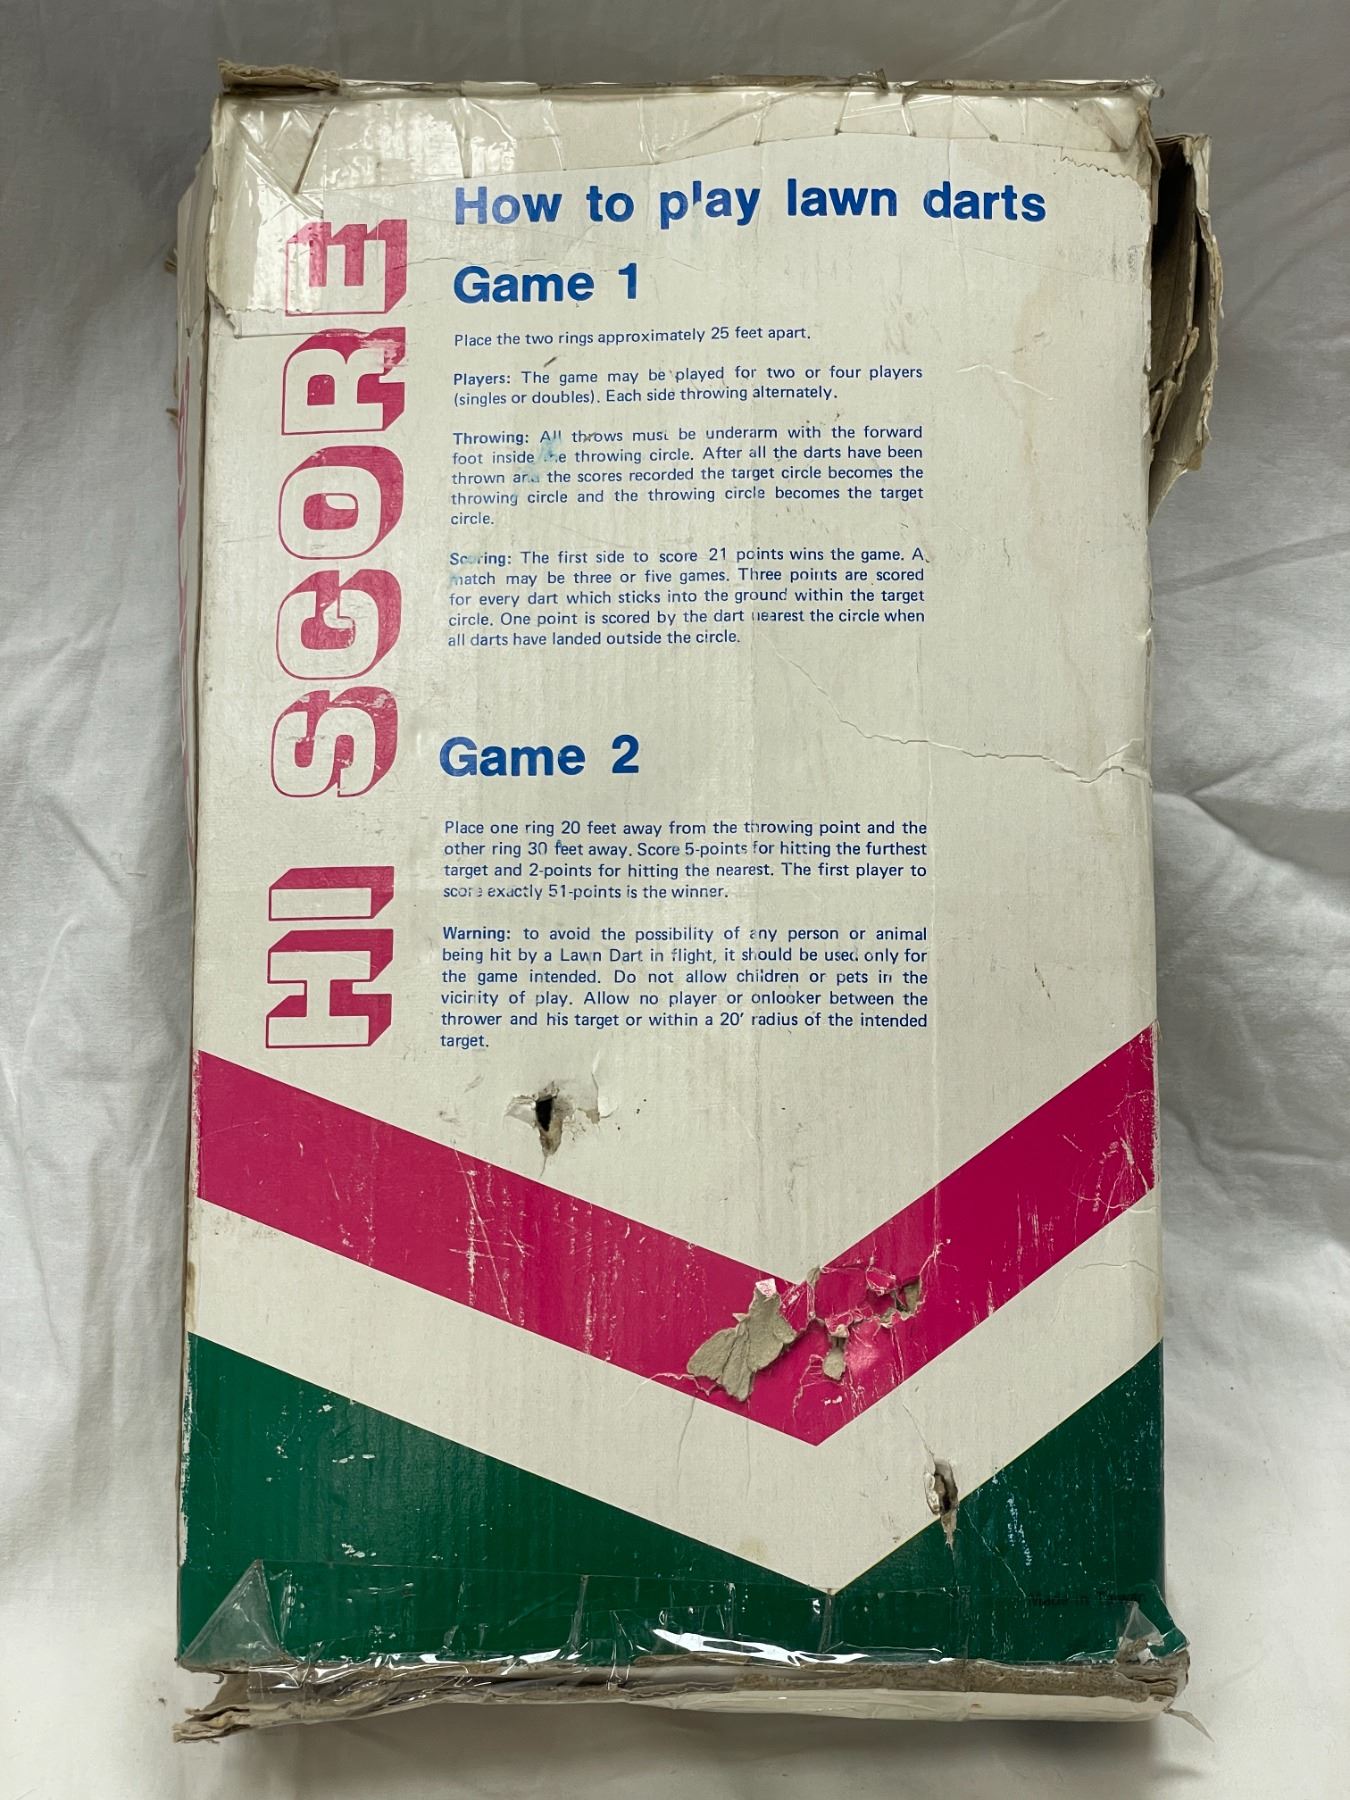 How to play lawn darts
Game 1
Place the two rings approximately 25 feet apart.
Players: The game may be played for two or four players
(singles or doubles). Each side throwing alternately.
Throwing: All throws must be underarm with the forward
foot inside the throwing circle. After all the darts have been
thown and the scores recorded the target circle becomes the
throwing circle and the throwing circle becomes the target
circle.
Scoring: The first side to score 21 points wins the game. A
match may be three or five games. Three points are scored
for every dart which sticks into the ground within the target
circle. One point is scored by the dart nearest the circle when
all darts have landed outside the circle.
Game 2
Place one ring 20 feet away from the throwing point and the
other ring 30 feet away. Score 5-points for hitting the furthest
target and 2-points for hitting the nearest. The first player to
score exactly 51-points is the winner.
Warning: to avoid the possibility of any person or animal
being hit by a Lawn Dart in flight, it should be used only for
the game intended. Do not allow children or pets in the
vicinity of play. Allow no player or onlooker between the
thrower and his target or within a 20' radius of the intended
target.
HI SCORE
Made in Taiwan